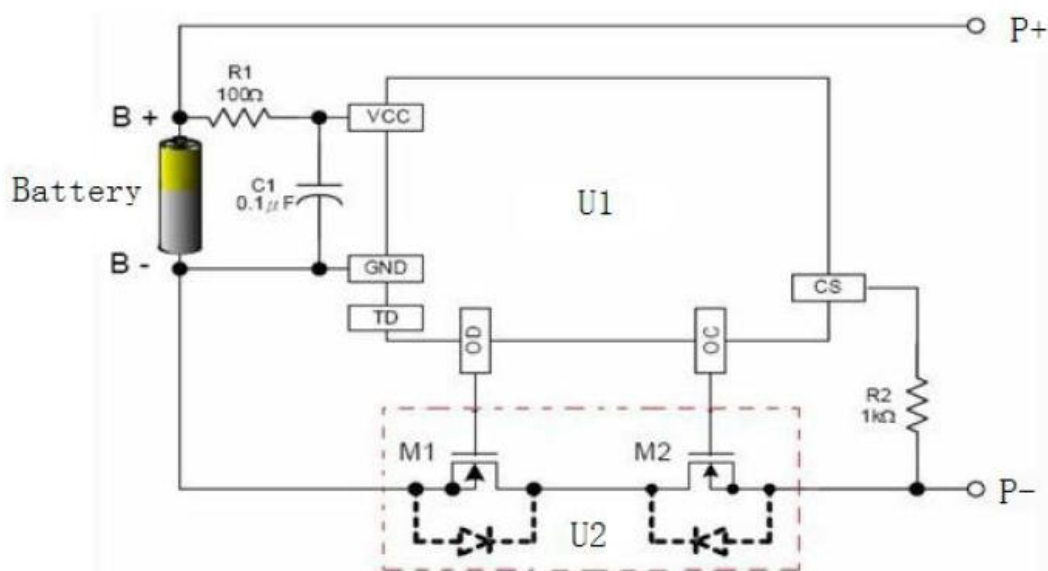 P+
R1
100Ω
B +
VCC
Battery
C1
0.1μF
U1
B -
GND
CS
TD
OD
OC
R2
1kΩ
M1
M2
P-
U2